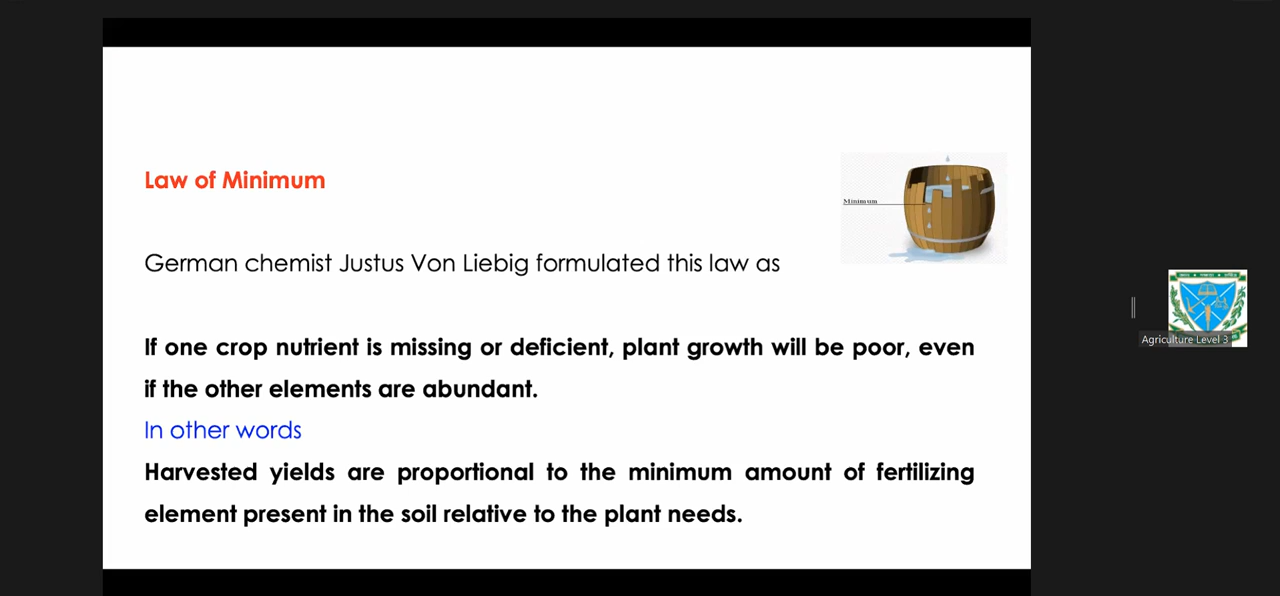 Law of Minimum
Minimum
German chemist Justus Von Liebig formulated this law as
If one crop nutrient is missing or deficient, plant growth will be poor, even
if the other elements are abundant.
In other words
Harvested yields are proportional to the minimum amount of fertilizing
element present in the soil relative to the plant needs.
Agriculture Level 3